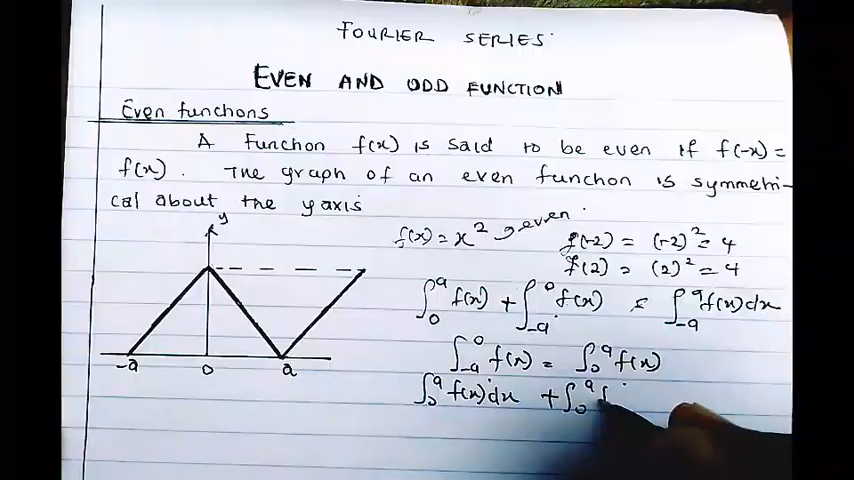 FOURIER SERIES
EVEN AND ODD FUNCTION
Even functions
A Function f(x) is said to be even if f(-x) =
f(x). The graph of an even function is symmetri-
cal about the y axis
y
f(x) = x² → even.
f(-2) = (-2)² = 4
f(2) = (2)² = 4
∫₀ᵃ f(x) + ∫₋ₐ⁰ f(x) = ∫₋ₐᵃ f(x)dx
∫₋ₐ⁰ f(x) = ∫₀ᵃ f(x)
∫₀ᵃ f(x)dx + ∫₀ᵃ
-a 0 a